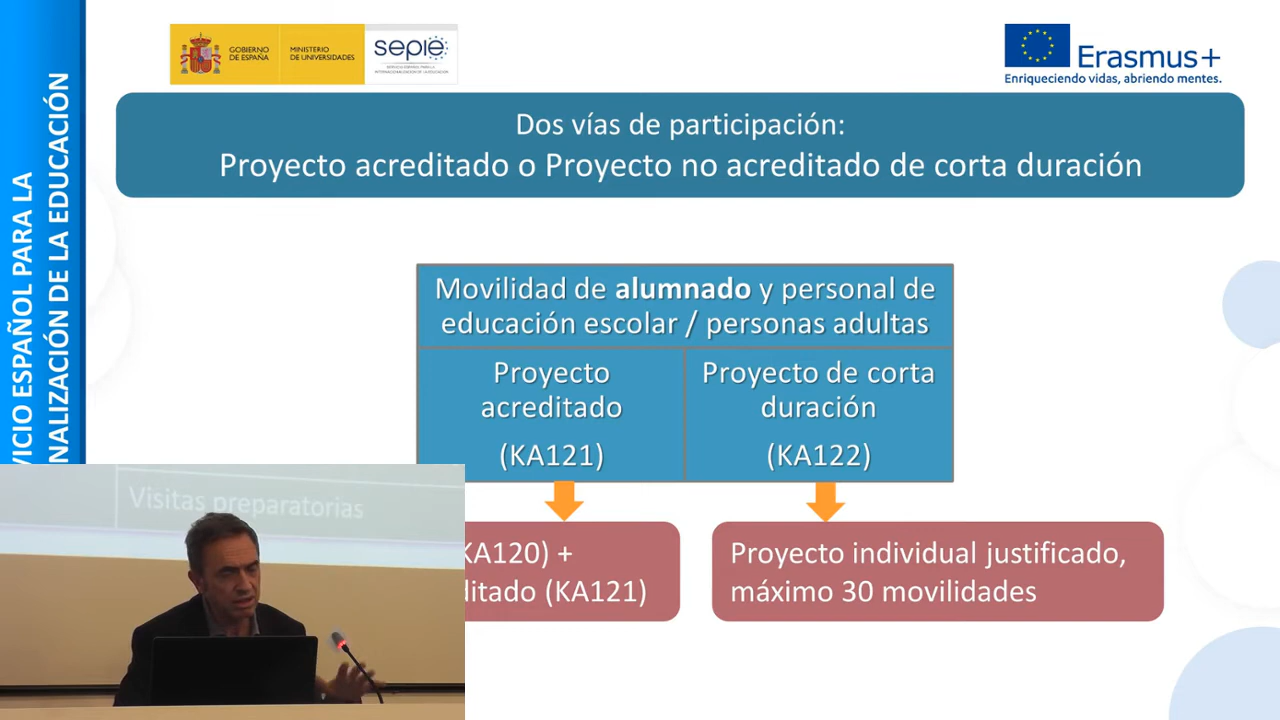 GOBIERNO
DE ESPAÑA
MINISTERIO
DE UNIVERSIDADES
sepie
SERVICIO ESPAÑOL PARA LA
INTERNACIONALIZACIÓN DE LA EDUCACIÓN
Erasmus+
Enriqueciendo vidas, abriendo mentes.
VICIO ESPAÑOL PARA LA
NALIZACIÓN DE LA EDUCACIÓN
Dos vías de participación:
Proyecto acreditado o Proyecto no acreditado de corta duración
Movilidad de alumnado y personal de
educación escolar / personas adultas
Proyecto
acreditado
(KA121)
Proyecto de corta
duración
(KA122)
KA120) +
ditado (KA121)
Proyecto individual justificado,
máximo 30 movilidades
Visitas preparatorias